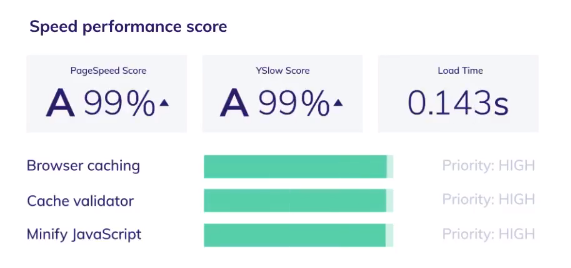 Speed performance score
PageSpeed Score
A 99%
YSlow Score
A 99%
Load Time
0.143s
Browser caching Priority: HIGH
Cache validator Priority: HIGH
Minify JavaScript Priority: HIGH